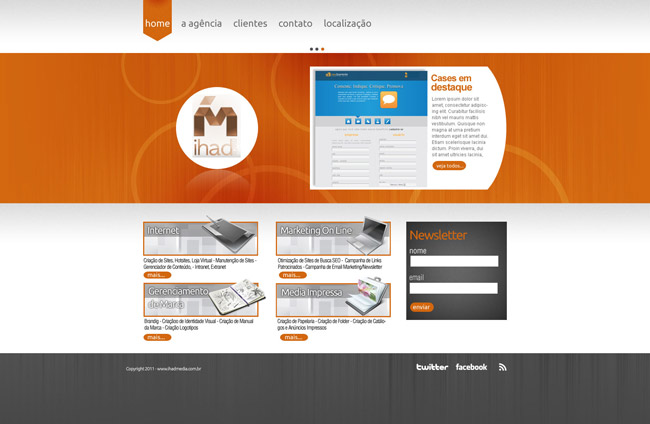 home
a agência
clientes
contato
localização
ihad
Cases em
destaque
Lorem ipsum dolor sit
amet, consectetur adipiscing
elit. Curabitur facilisis
nibh vel mauris mattis
vestibulum. Quisque non
magna at urna pretium
interdum eget sit amet dui.
Etiam scelerisque lacinia
dictum. Proin viverra, dui
sit amet ultrices lacinia,
veja todos...
Internet
Criação de Sites, Hotsites, Loja Virtual - Manutenção de Sites -
Gerenciador de Conteúdo, - Intranet, Extranet
mais...
Marketing On Line
Otimização de Sites de Busca SEO - Campanha de Links
Patrocinados - Campanha de Email Marketing/Newsletter
mais...
Gerenciamento
de Marca
Branding - Criações de Identidade Visual - Criação de Manual
da Marca - Criação Logotipos
mais...
Media Impressa
Criação de Papelaria - Criação de Folder - Criação de Catálo-
gos e Anúncios Impressos
mais...
Newsletter
nome
email
enviar
Copyright 2011 - www.ihadmedia.com.br
twitter
facebook